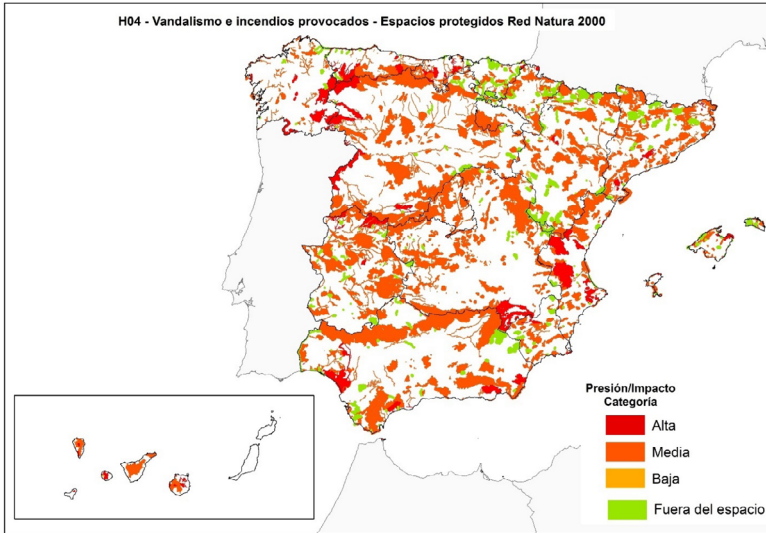 H04 - Vandalismo e incendios provocados - Espacios protegidos Red Natura 2000
Presión/Impacto
Categoría
Alta
Media
Baja
Fuera del espacio